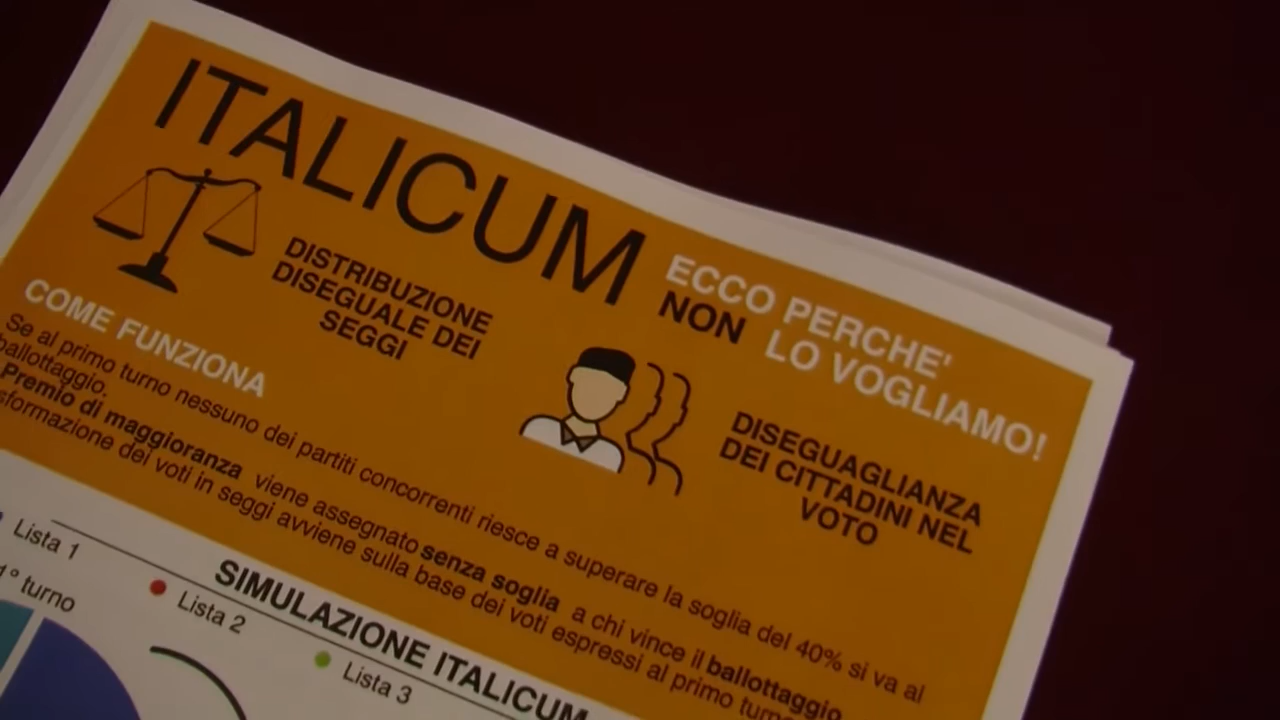 ITALICUM
ECCO PERCHE'
NON LO VOGLIAMO!
DISTRIBUZIONE
DISEGUALE DEI
SEGGI
DISEGUAGLIANZA
DEI CITTADINI NEL
VOTO
COME FUNZIONA
Se al primo turno nessuno dei partiti concorrenti riesce a superare la soglia del 40% si va al
ballottaggio.
Premio di maggioranza viene assegnato senza soglia a chi vince il ballottaggio
sformazione dei voti in seggi avviene sulla base dei voti espressi al primo turno
SIMULAZIONE ITALICUM
Lista 1
Lista 2
Lista 3
1° turno